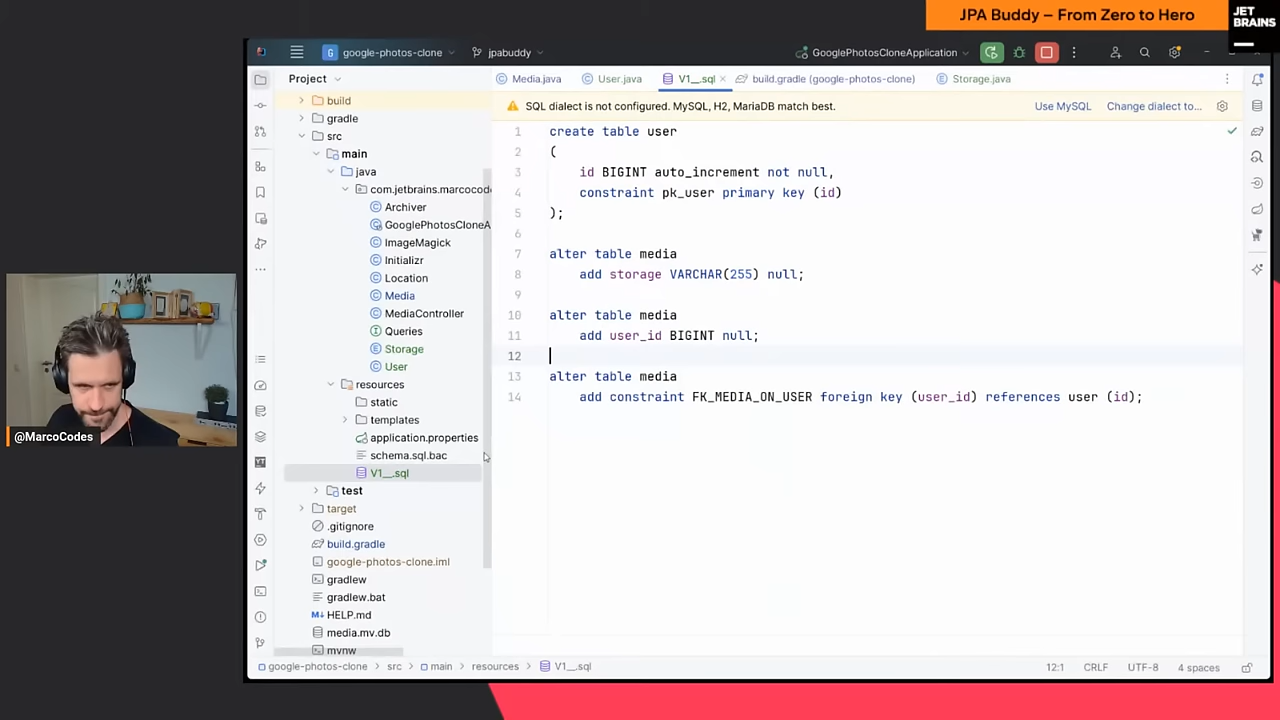 JPA Buddy – From Zero to Hero
JET
BRAINS
G google-photos-clone
jpabuddy
GooglePhotosCloneApplication
Project
Media.java
User.java
V1__.sql
build.gradle (google-photos-clone)
Storage.java
SQL dialect is not configured. MySQL, H2, MariaDB match best.
Use MySQL
Change dialect to...
build
gradle
src
main
java
com.jetbrains.marcocode
Archiver
GooglePhotosCloneA
ImageMagick
Initializr
Location
Media
MediaController
Queries
Storage
User
resources
static
templates
application.properties
schema.sql.bac
V1__.sql
test
target
.gitignore
build.gradle
google-photos-clone.iml
gradlew
gradlew.bat
M↓ HELP.md
media.mv.db
mvnw
1 create table user
2 (
3 id BIGINT auto_increment not null,
4 constraint pk_user primary key (id)
5 );
6
7 alter table media
8 add storage VARCHAR(255) null;
9
10 alter table media
11 add user_id BIGINT null;
12
13 alter table media
14 add constraint FK_MEDIA_ON_USER foreign key (user_id) references user (id);
@MarcoCodes
google-photos-clone > src > main > resources > V1__.sql
12:1 CRLF UTF-8 4 spaces